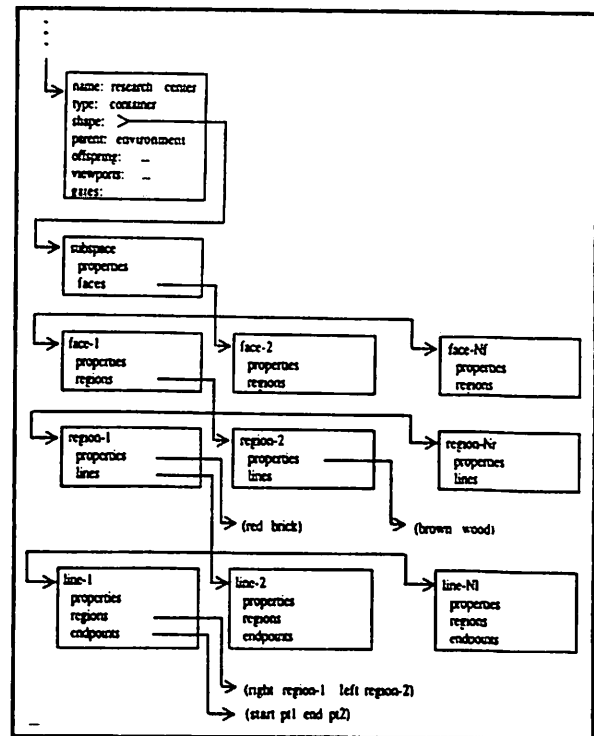 name: research center
type: container
shape:
parent: environment
offspring: _
viewports: _
gates:
subspace
properties
faces
face-1
properties
regions
face-2
properties
regions
face-Nf
properties
regions
region-1
properties
lines
region-2
properties
lines
region-Nr
properties
lines
(red brick)
(brown wood)
line-1
properties
regions
endpoints
line-2
properties
regions
endpoints
line-Nl
properties
regions
endpoints
(right region-1 left region-2)
(start pt1 end pt2)